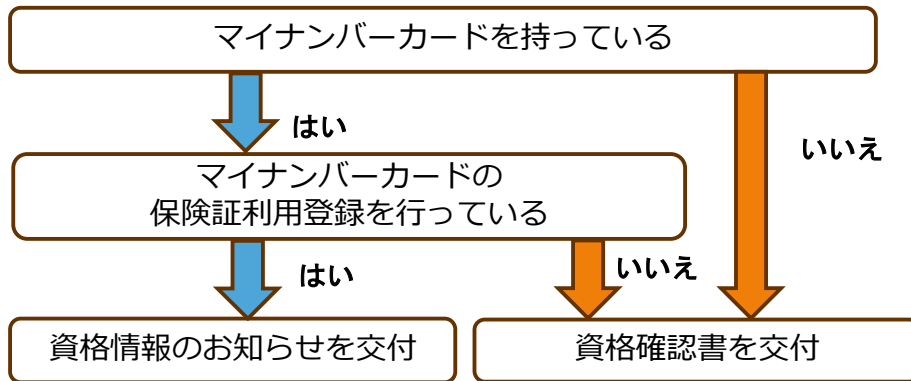 マイナンバーカードを持っている
はい
いいえ
マイナンバーカードの
保険証利用登録を行っている
はい
いいえ
資格情報のお知らせを交付
資格確認書を交付